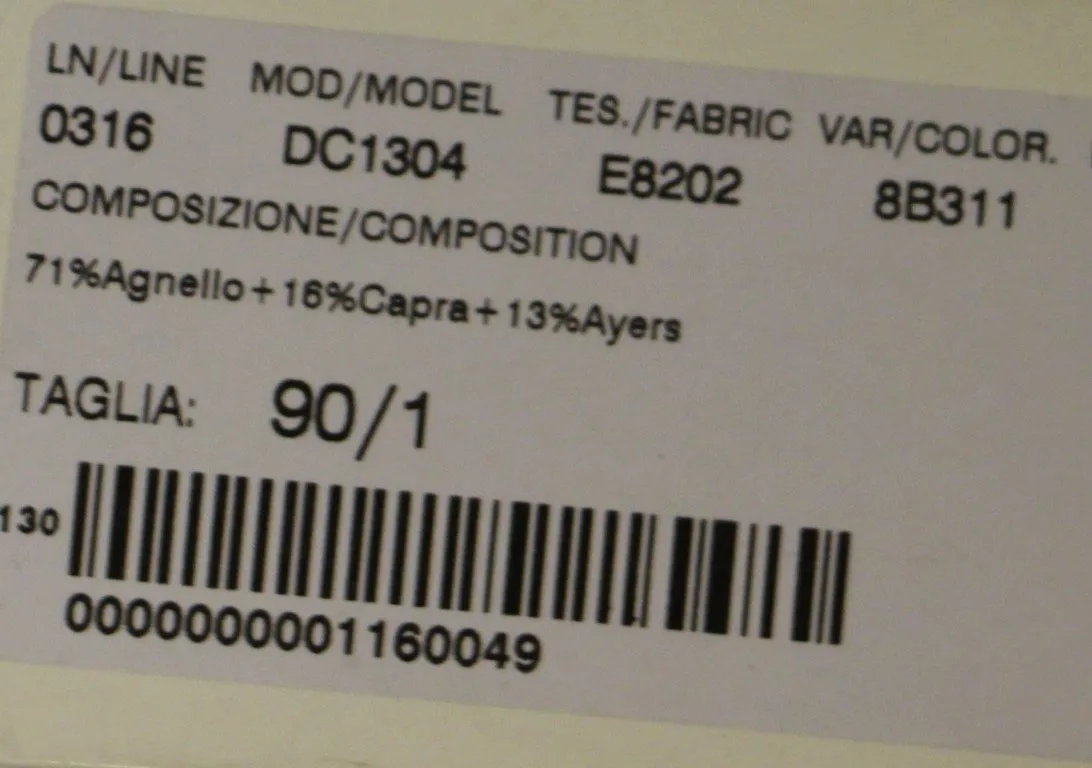 LN/LINE MOD/MODEL TES./FABRIC VAR/COLOR.
0316 DC1304 E8202 8B311
COMPOSIZIONE/COMPOSITION
71%Agnello+16%Capra+13%Ayers
TAGLIA: 90/1
130
0000000001160049